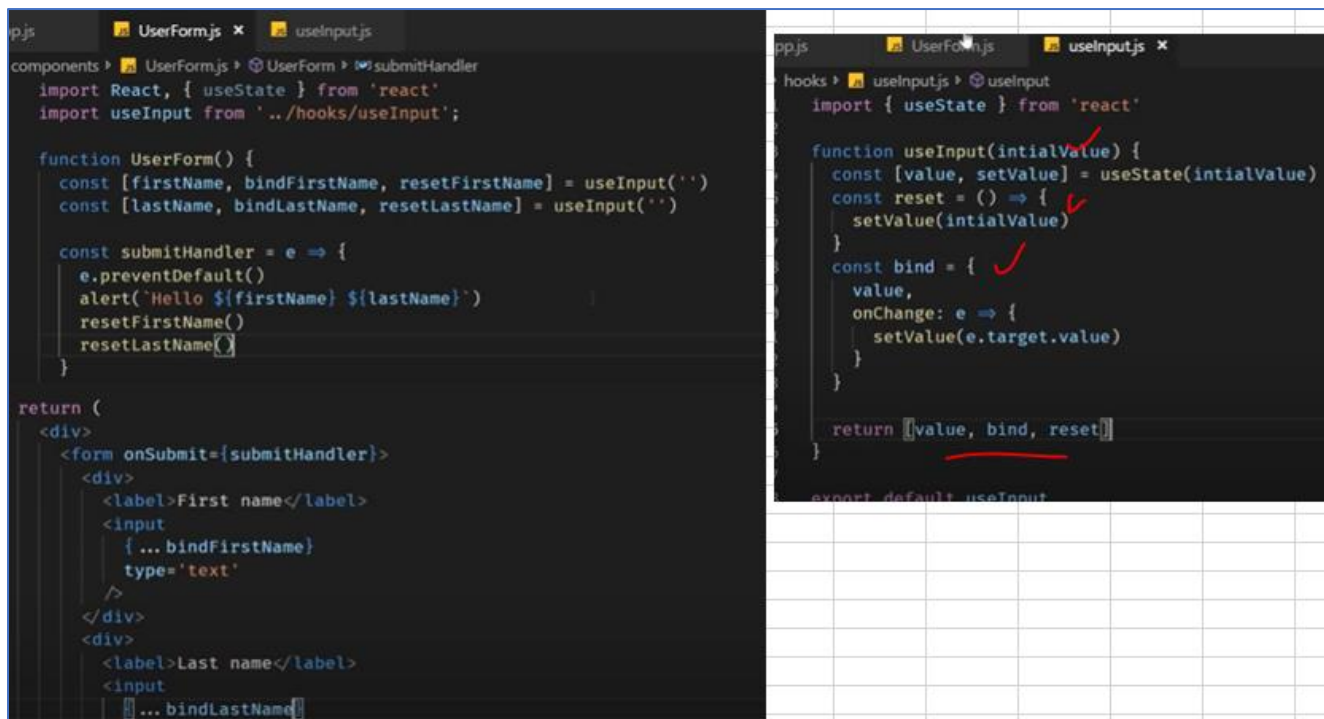 pp.js UserForm.js × useInput.js
components UserForm.js UserForm submitHandler
import React, { useState } from 'react'
import useInput from '../hooks/useInput';
function UserForm() {
const [firstName, bindFirstName, resetFirstName] = useInput('')
const [lastName, bindLastName, resetLastName] = useInput('')
const submitHandler = e ⇒ {
e.preventDefault()
alert(`Hello ${firstName} ${lastName}`)
resetFirstName()
resetLastName()
}
return (
<div>
<form onSubmit={submitHandler}>
<div>
<label>First name</label>
<input
{...bindFirstName}
type='text'
/>
</div>
<div>
<label>Last name</label>
<input
{...bindLastName}
pp.js UserForm.js useInput.js ×
hooks useInput.js useInput
import { useState } from 'react'
function useInput(intialValue) {
const [value, setValue] = useState(intialValue)
const reset = () ⇒ {
setValue(intialValue)
}
const bind = {
value,
onChange: e ⇒ {
setValue(e.target.value)
}
}
return [value, bind, reset]
}
export default useInput